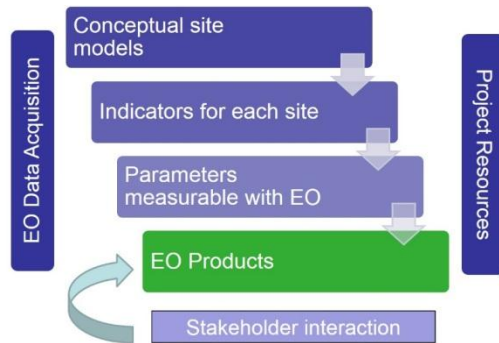 EO Data Acquisition
Conceptual site
models
Indicators for each site
Parameters
measurable with EO
EO Products
Stakeholder interaction
Project Resources